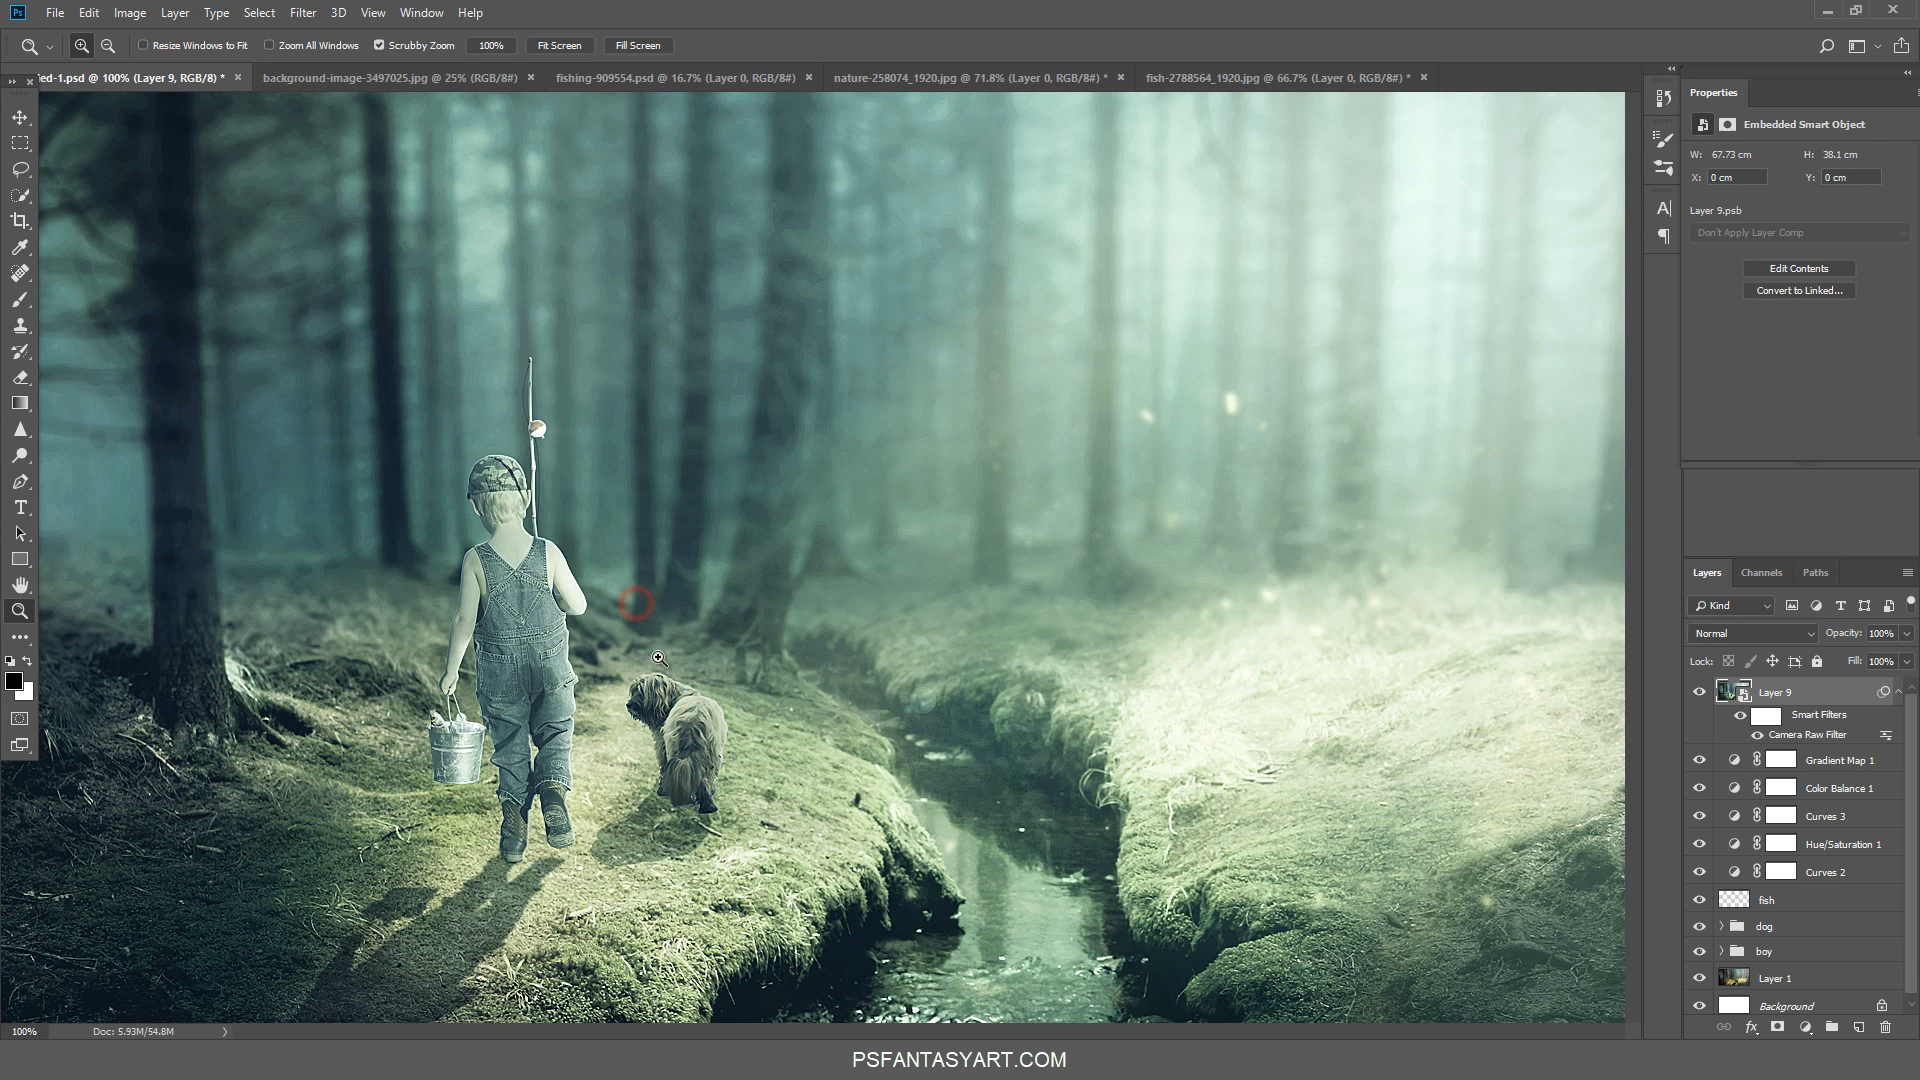 Ps File Edit Image Layer Type Select Filter 3D View Window Help
Resize Windows to Fit Zoom All Windows Scrubby Zoom 100% Fit Screen Fill Screen
ed-1.psd @ 100% (Layer 9, RGB/8) * background-image-3497025.jpg @ 25% (RGB/8#) fishing-909554.psd @ 16.7% (Layer 0, RGB/8#) nature-258074_1920.jpg @ 71.8% (Layer 0, RGB/8#) * fish-2788564_1920.jpg @ 66.7% (Layer 0, RGB/8#) *
Properties
Embedded Smart Object
W: 67.73 cm H: 38.1 cm
X: 0 cm Y: 0 cm
Layer 9.psb
Don't Apply Layer Comp
Edit Contents
Convert to Linked...
Layers Channels Paths
Kind
Normal Opacity: 100%
Lock: Fill: 100%
Layer 9
Smart Filters
Camera Raw Filter
Gradient Map 1
Color Balance 1
Curves 3
Hue/Saturation 1
Curves 2
fish
dog
boy
Layer 1
Background
100% Doc: 5.93M/54.8M
PSFANTASYART.COM